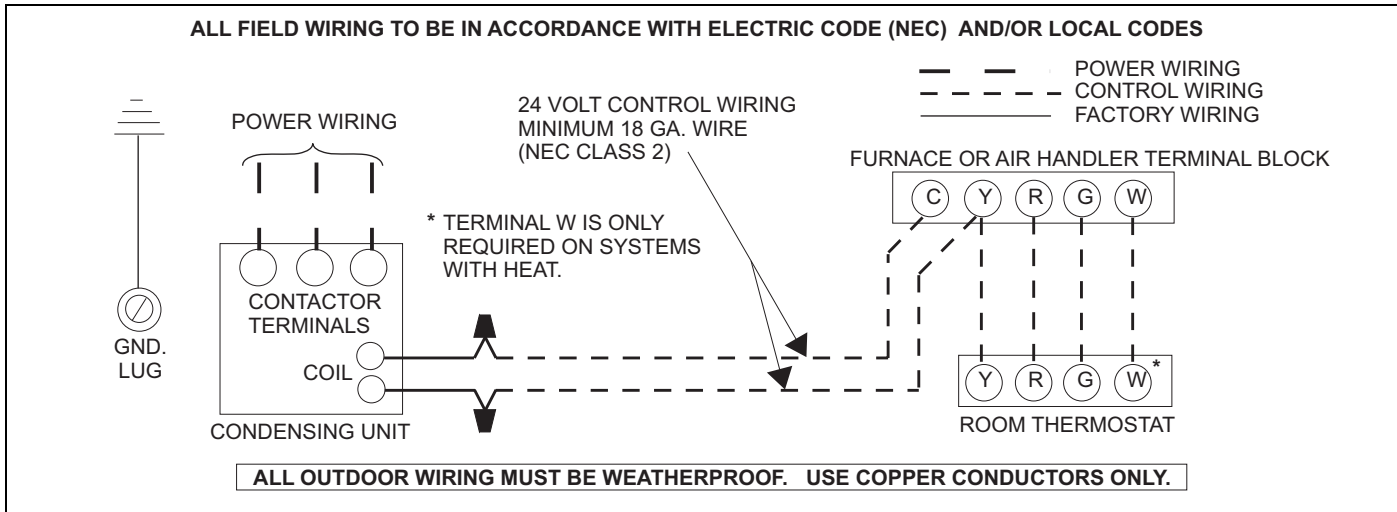 ALL FIELD WIRING TO BE IN ACCORDANCE WITH ELECTRIC CODE (NEC) AND/OR LOCAL CODES
POWER WIRING
CONTROL WIRING
FACTORY WIRING
24 VOLT CONTROL WIRING
MINIMUM 18 GA. WIRE
(NEC CLASS 2)
POWER WIRING
FURNACE OR AIR HANDLER TERMINAL BLOCK
C Y R G W
* TERMINAL W IS ONLY
REQUIRED ON SYSTEMS
WITH HEAT.
CONTACTOR
TERMINALS
GND.
LUG
COIL
CONDENSING UNIT
Y R G W *
ROOM THERMOSTAT
ALL OUTDOOR WIRING MUST BE WEATHERPROOF. USE COPPER CONDUCTORS ONLY.